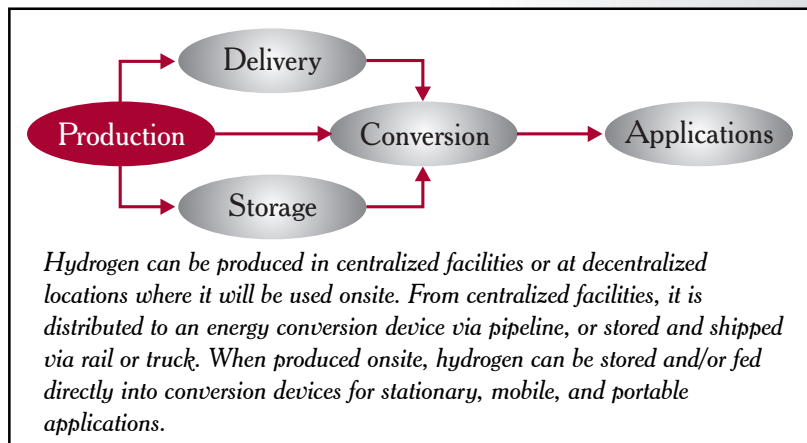 Delivery
Production
Conversion
Applications
Storage
Hydrogen can be produced in centralized facilities or at decentralized
locations where it will be used onsite. From centralized facilities, it is
distributed to an energy conversion device via pipeline, or stored and shipped
via rail or truck. When produced onsite, hydrogen can be stored and/or fed
directly into conversion devices for stationary, mobile, and portable
applications.